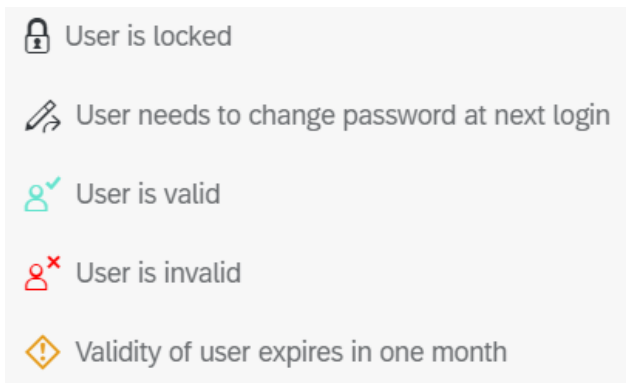 User is locked
User needs to change password at next login
User is valid
User is invalid
Validity of user expires in one month